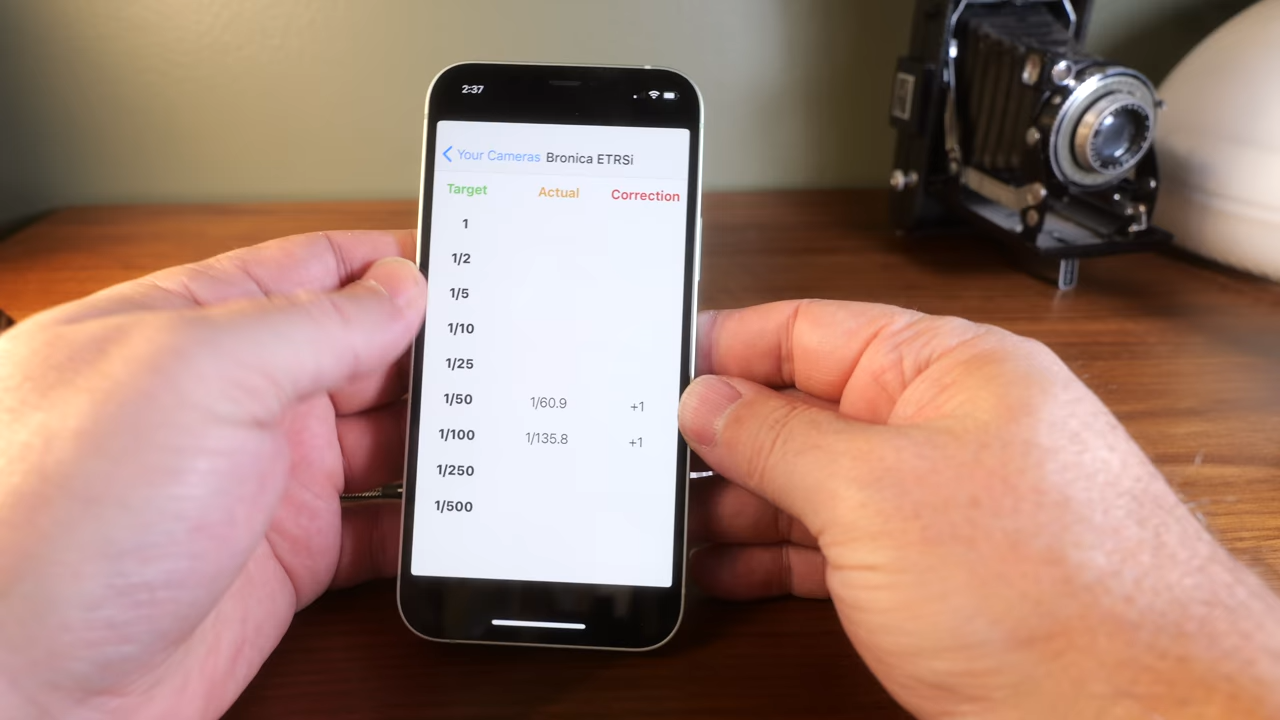 2:37
Your Cameras Bronica ETRSi
Target Actual Correction
1
1/2
1/5
1/10
1/25
1/50 1/60.9 +1
1/100 1/135.8 +1
1/250
1/500